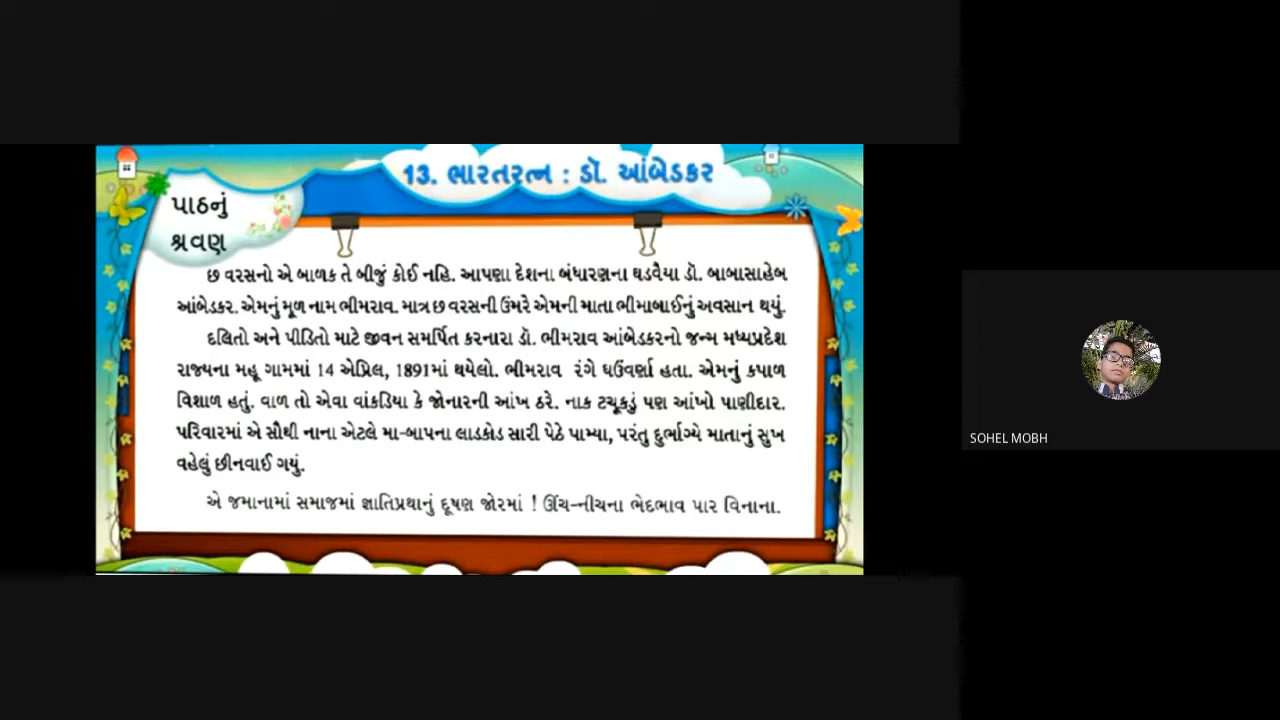 13. ભારતરત્ન : ડૉ. આંબેડકર
પાઠનું
શ્રવણ
છ વરસનો એ બાળક તે બીજું કોઈ નહિ. આપણા દેશના બંધારણના ઘડવૈયા ડૉ. બાબાસાહેબ
આંબેડકર. એમનું મૂળ નામ ભીમરાવ. માત્ર છ વરસની ઉંમરે એમની માતા ભીમાબાઈનું અવસાન થયું.
દલિતો અને પીડિતો માટે જીવન સમર્પિત કરનારા ડૉ. ભીમરાવ આંબેડકરનો જન્મ મધ્યપ્રદેશ
રાજ્યના મહૂ ગામમાં 14 એપ્રિલ, 1891માં થયેલો. ભીમરાવ રંગે ઘઉંવર્ણા હતા. એમનું કપાળ
વિશાળ હતું. વાળ તો એવા વાંકડિયા કે જોનારની આંખ ઠરે. નાક ટચૂકડું પણ આંખો પાણીદાર.
પરિવારમાં એ સૌથી નાના એટલે મા-બાપના લાડકોડ સારી પેઠે પામ્યા, પરંતુ દુર્ભાગ્યે માતાનું સુખ
વહેલું છીનવાઈ ગયું.
એ જમાનામાં સમાજમાં જ્ઞાતિપ્રથાનું દૂષણ જોરમાં ! ઊંચ-નીચના ભેદભાવ પાર વિનાના.
SOHEL MOBH